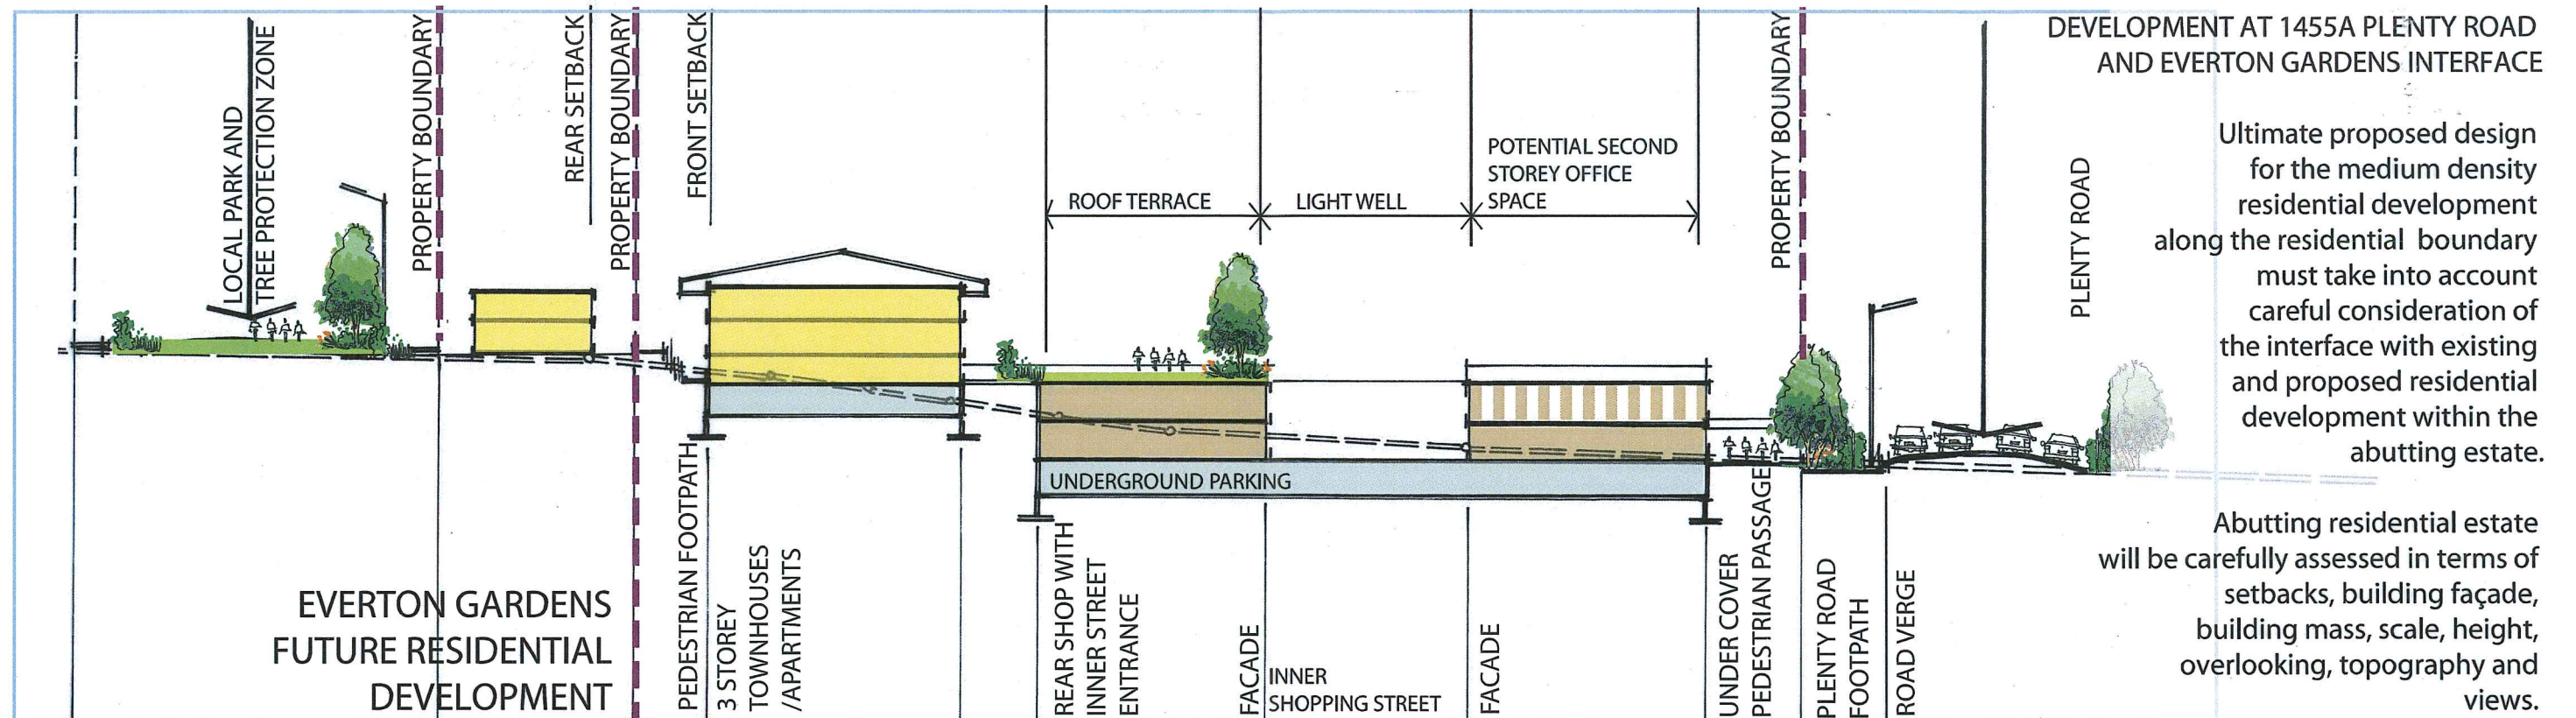 LOCAL PARK AND
TREE PROTECTION ZONE
PROPERTY BOUNDARY
REAR SETBACK
PROPERTY BOUNDARY
FRONT SETBACK
ROOF TERRACE
LIGHT WELL
POTENTIAL SECOND
STOREY OFFICE
SPACE
PROPERTY BOUNDARY
PLENTY ROAD
DEVELOPMENT AT 1455A PLENTY ROAD
AND EVERTON GARDENS INTERFACE
Ultimate proposed design
for the medium density
residential development
along the residential boundary
must take into account
careful consideration of
the interface with existing
and proposed residential
development within the
abutting estate.
Abutting residential estate
will be carefully assessed in terms of
setbacks, building façade,
building mass, scale, height,
overlooking, topography and
views.
UNDERGROUND PARKING
EVERTON GARDENS
FUTURE RESIDENTIAL
DEVELOPMENT
PEDESTRIAN FOOTPATH
3 STOREY
TOWNHOUSES
/APARTMENTS
REAR SHOP WITH
INNER STREET
ENTRANCE
FACADE
INNER
SHOPPING STREET
FACADE
UNDER COVER
PEDESTRIAN PASSAGE
PLENTY ROAD
FOOTPATH
ROAD VERGE